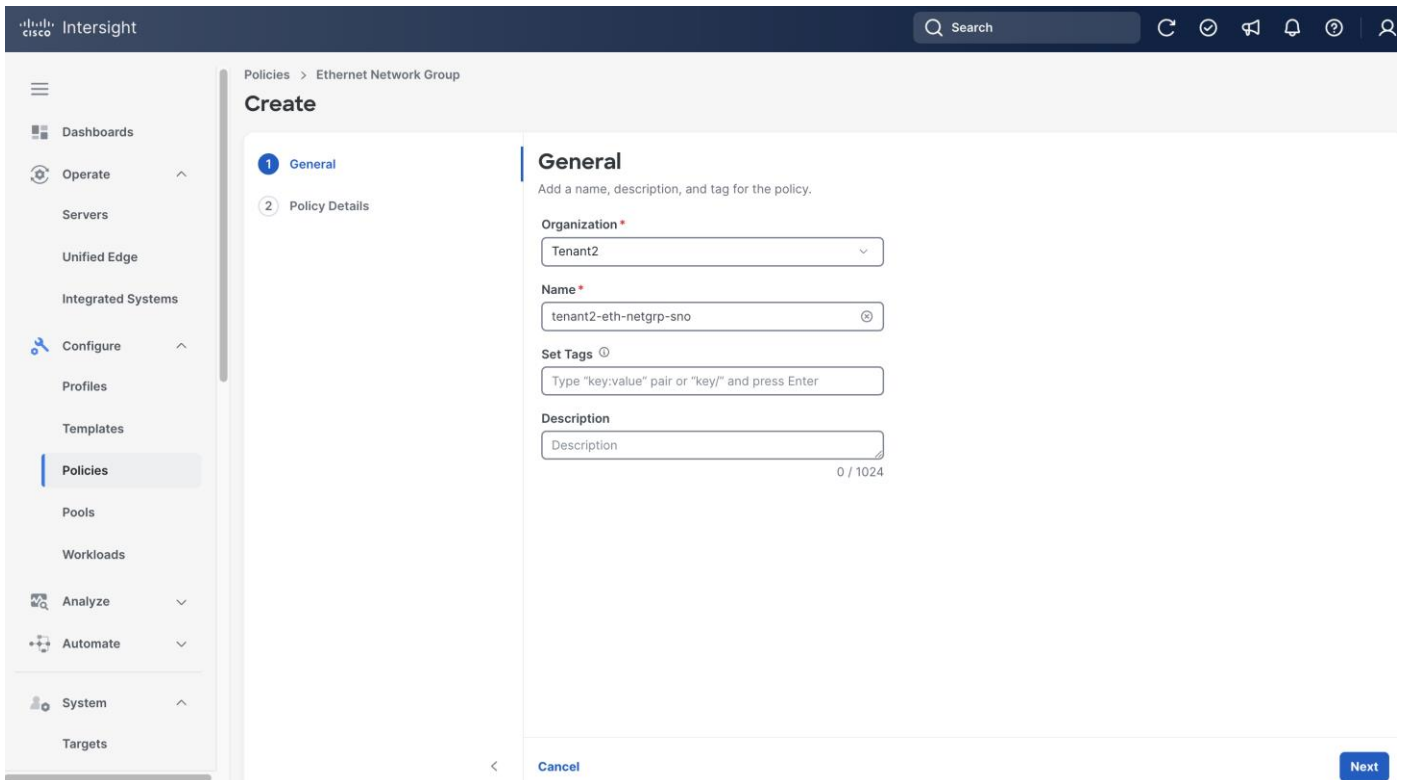 cisco Intersight
Search
Policies > Ethernet Network Group
Create
Dashboards
Operate
Servers
Unified Edge
Integrated Systems
Configure
Profiles
Templates
Policies
Pools
Workloads
Analyze
Automate
System
Targets
1 General
2 Policy Details
General
Add a name, description, and tag for the policy.
Organization *
Tenant2
Name *
tenant2-eth-netgrp-sno
Set Tags
Type "key:value" pair or "key/" and press Enter
Description
Description
0 / 1024
< Cancel
Next